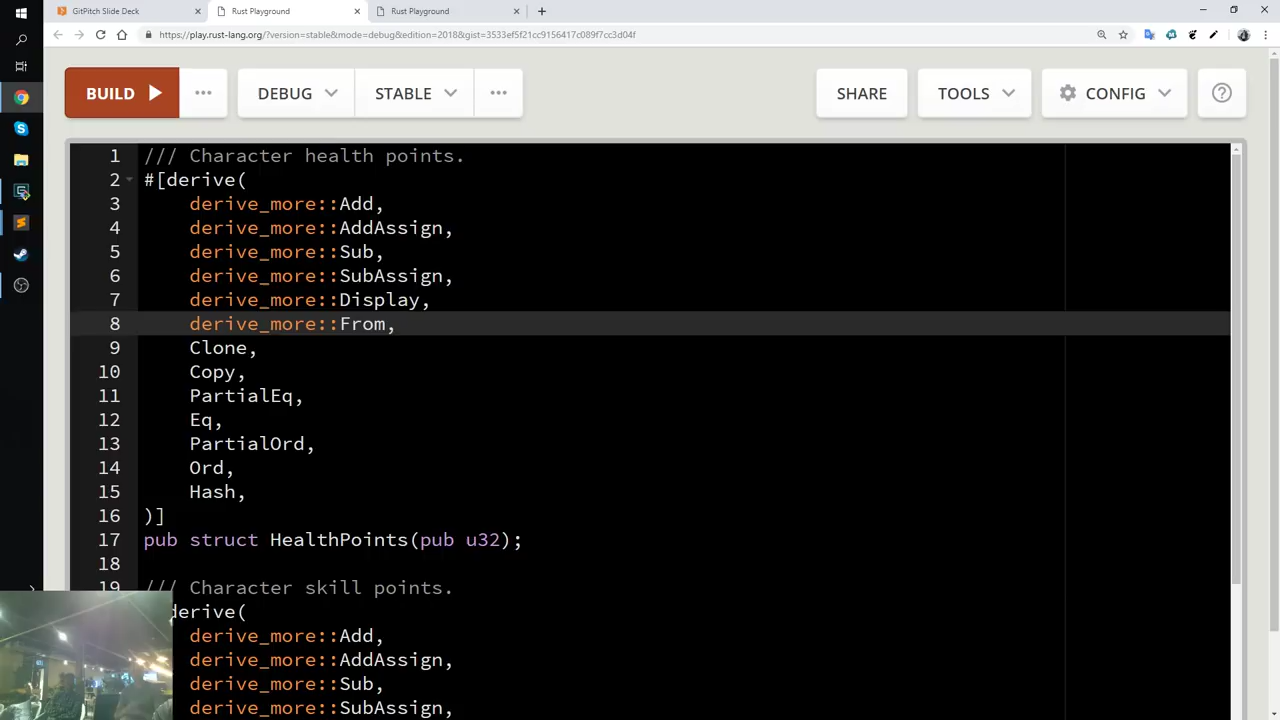 GitPitch Slide Deck
Rust Playground
Rust Playground
https://play.rust-lang.org/?version=stable&mode=debug&edition=2018&gist=3533ef5f21cc9156417c089f7cc3d04f
BUILD
DEBUG
STABLE
SHARE
TOOLS
CONFIG
1 /// Character health points.
2 #[derive(
3 derive_more::Add,
4 derive_more::AddAssign,
5 derive_more::Sub,
6 derive_more::SubAssign,
7 derive_more::Display,
8 derive_more::From,
9 Clone,
10 Copy,
11 PartialEq,
12 Eq,
13 PartialOrd,
14 Ord,
15 Hash,
16 )]
17 pub struct HealthPoints(pub u32);
18
19 /// Character skill points.
derive(
derive_more::Add,
derive_more::AddAssign,
derive_more::Sub,
derive_more::SubAssign,